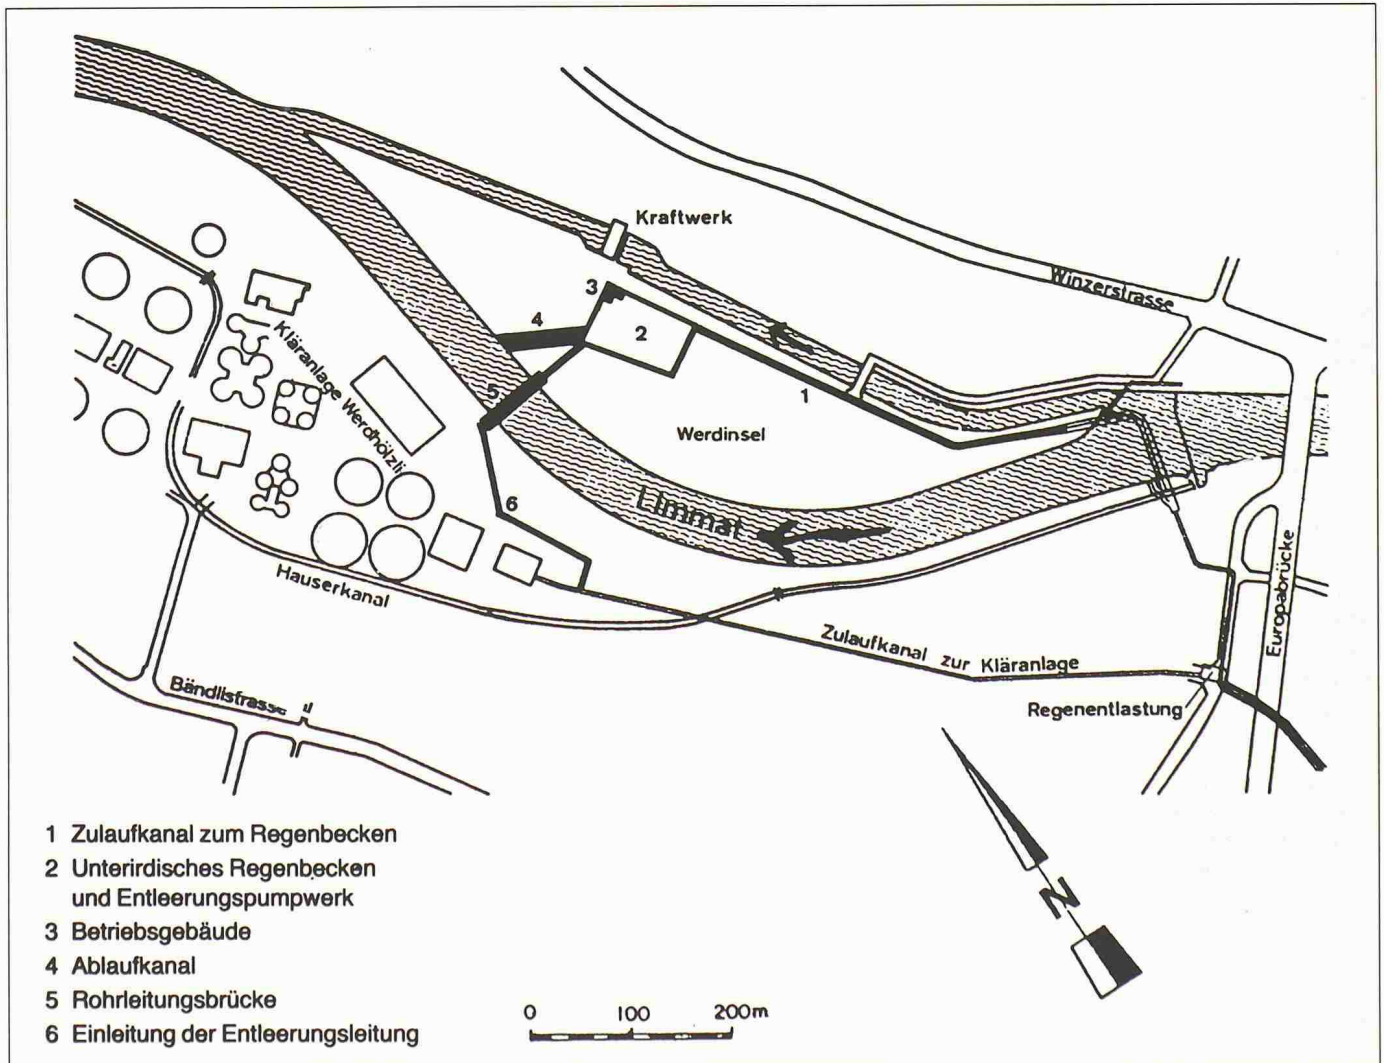 Kraftwerk
Winzerstrasse
3
2
4
5
1
Werdinsel
Kläranlage Werdhölzli
Limmat
6
Hauserkanal
Europabrücke
Zulaufkanal zur Kläranlage
Regenentlastung
Bändlistrasse
N
1 Zulaufkanal zum Regenbecken
2 Unterirdisches Regenbecken
und Entleerungspumpwerk
3 Betriebsgebäude
4 Ablaufkanal
5 Rohrleitungsbrücke
6 Einleitung der Entleerungsleitung
0 100 200m